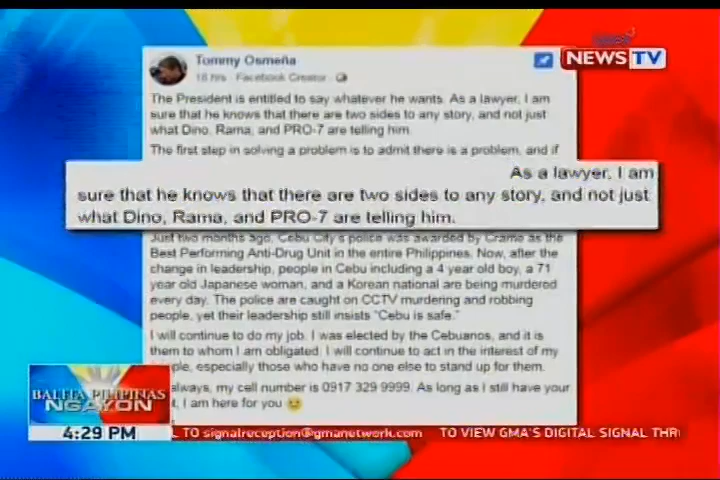 Tommy Osmeña
18 hrs · Facebook Creator ·
NEWS TV
The President is entitled to say whatever he wants. As a lawyer, I am
sure that he knows that there are two sides to any story, and not just
what Dino, Rama, and PRO-7 are telling him.
The first step in solving a problem is to admit there is a problem, and if
As a lawyer, I am
sure that he knows that there are two sides to any story, and not just
what Dino, Rama, and PRO-7 are telling him.
Just two months ago, Cebu City's police was awarded by Crame as the
Best Performing Anti-Drug Unit in the entire Philippines. Now, after the
change in leadership, people in Cebu including a 4 year old boy, a 71
year old Japanese woman, and a Korean national are being murdered
every day. The police are caught on CCTV murdering and robbing
people, yet their leadership still insists "Cebu is safe."
I will continue to do my job. I was elected by the Cebuanos, and it is
them to whom I am obligated. I will continue to act in the interest of my
ple, especially those who have no one else to stand up for them.
always, my cell number is 0917 329 9999. As long as I still have your
t, I am here for you
BALITA PILIPINAS
NGAYON
4:29 PM
L TO signalreception@gmanetwork.com TO VIEW GMA'S DIGITAL SIGNAL THR